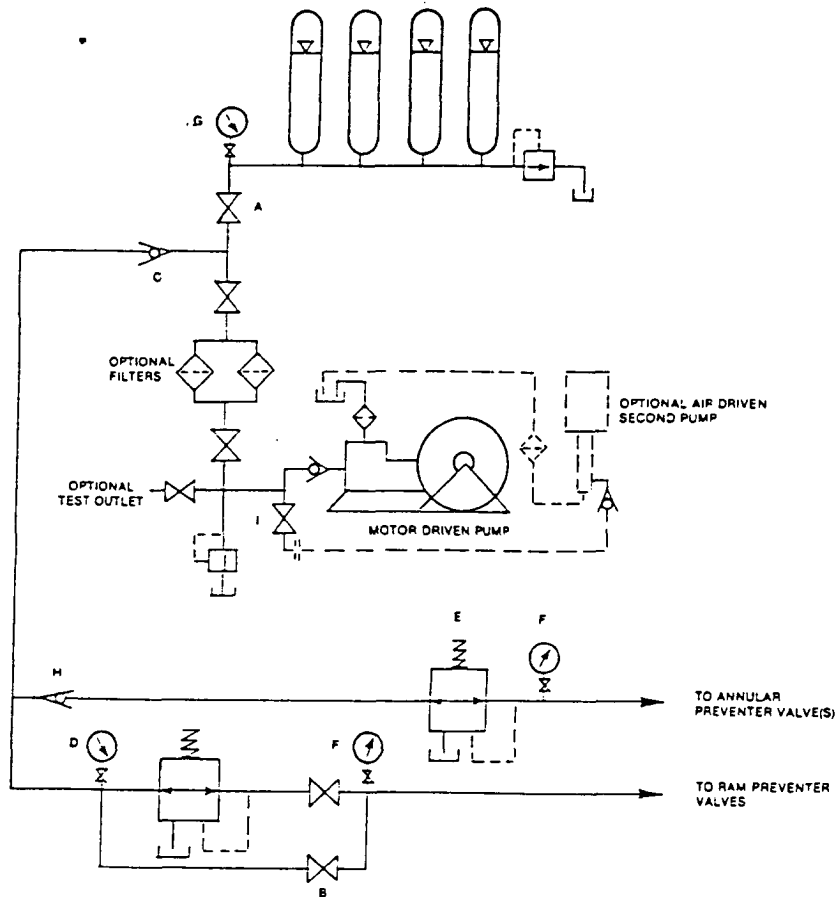 G
A
C
OPTIONAL
FILTERS
OPTIONAL AIR DRIVEN
SECOND PUMP
OPTIONAL
TEST OUTLET
I
MOTOR DRIVEN PUMP
E
F
H
TO ANNULAR
PREVENTER VALVE(S)
D
F
TO RAM PREVENTER
VALVES
B